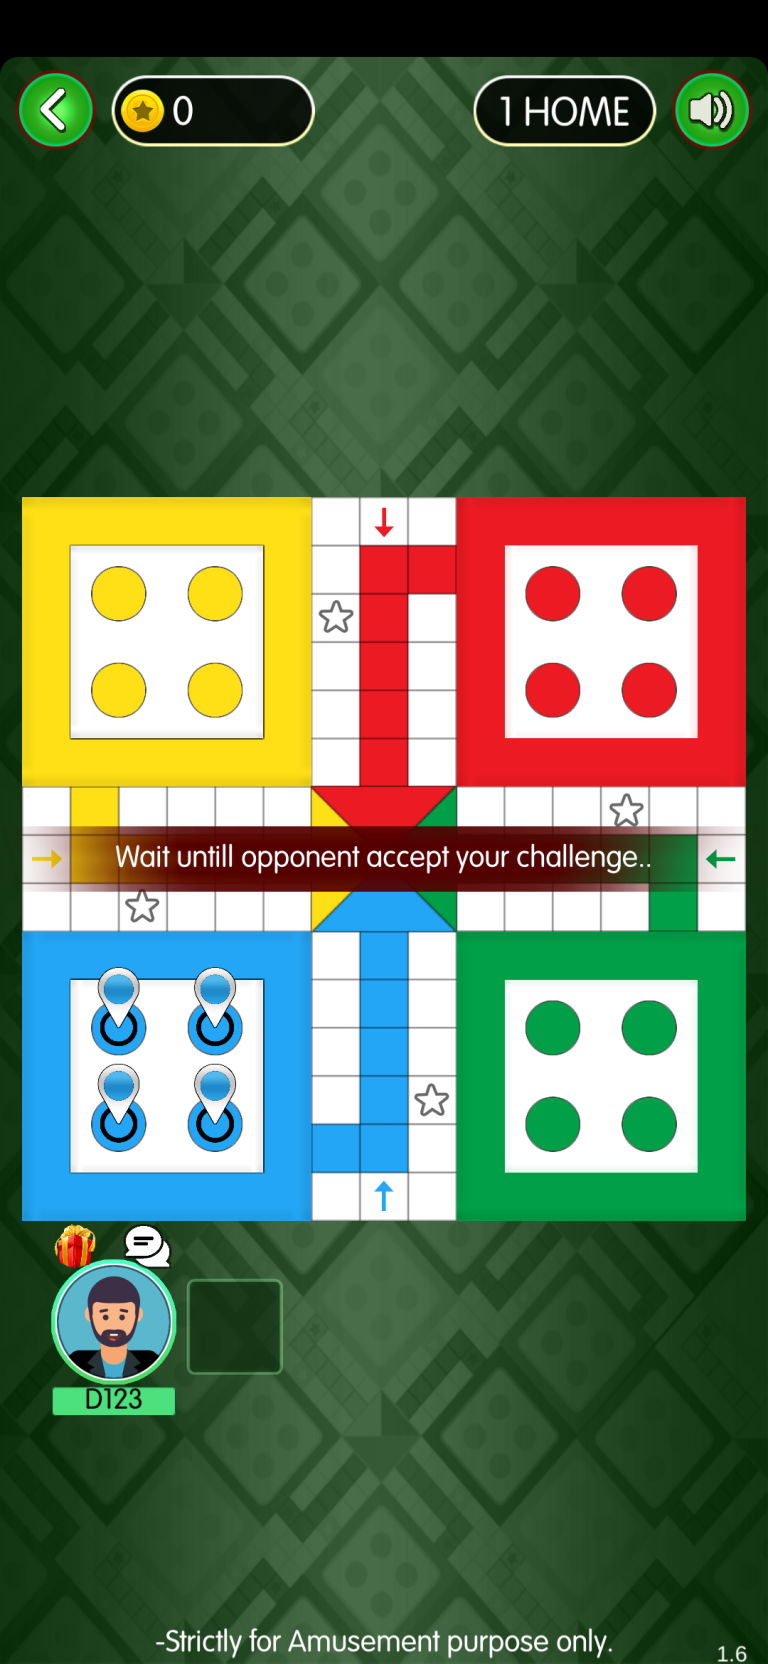 0
1 HOME
Wait untill opponent accept your challenge..
D123
-Strictly for Amusement purpose only.
1.6